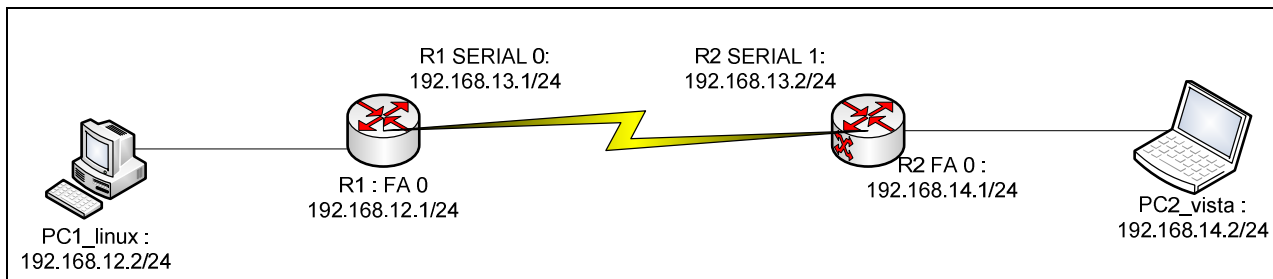 R1 SERIAL 0:
192.168.13.1/24
R2 SERIAL 1:
192.168.13.2/24
R1 : FA 0
192.168.12.1/24
R2 FA 0 :
192.168.14.1/24
PC1_linux :
192.168.12.2/24
PC2_vista :
192.168.14.2/24